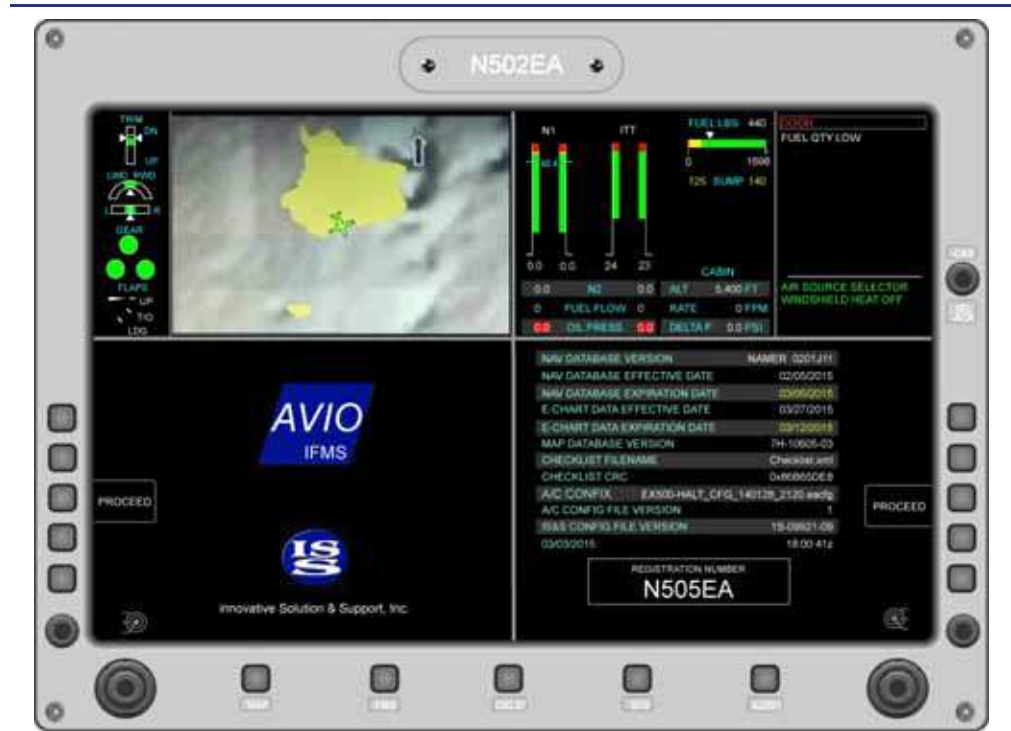 N502EA
TRIM
DN
UP
LWD RWD
L R
GEAR
FLAPS
UP
T/O
LDG
N1 ITT
0.0 0.0 24 23
0.0 N2 0.0
0 FUEL FLOW 0
0.0 OIL PRESS 0.0
FUEL LBS 440
0 1698
125 SUMP 140
CABIN
ALT 5,400 FT
RATE 0 FPM
DELTA P 0.0 PSI
DOOR
FUEL QTY LOW
AIR SOURCE SELECTOR
WINDSHIELD HEAT OFF
AVIO
IFMS
PROCEED
IS
S
Innovative Solution & Support, Inc.
NAV DATABASE VERSION NAMER 0201J11
NAV DATABASE EFFECTIVE DATE 02/05/2015
NAV DATABASE EXPIRATION DATE 03/05/2015
E-CHART DATA EFFECTIVE DATE 03/27/2015
E-CHART DATA EXPIRATION DATE 03/12/2015
MAP DATABASE VERSION 7H-10605-03
CHECKLIST FILENAME Checklist.xml
CHECKLIST CRC
A/C CONFIX EX500-HALT_CFG_140128_2120.eacfg
A/C CONFIG FILE VERSION 1
IS&S CONFIG FILE VERSION 1S-09921-09
03/03/2015 18:00:41z
REGISTRATION NUMBER
N505EA
PROCEED